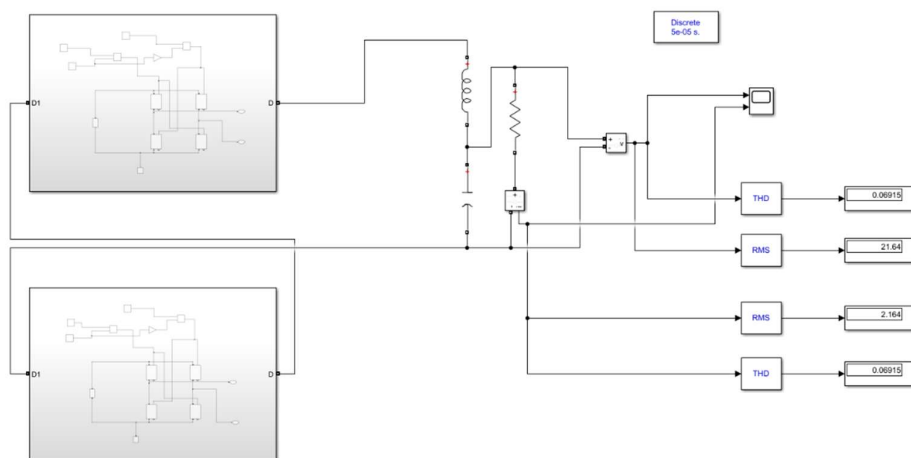 Discrete
5e-05 s.
D1
D
+
-
v
THD
0.06915
RMS
21.64
RMS
2.164
D1
D
THD
0.06915